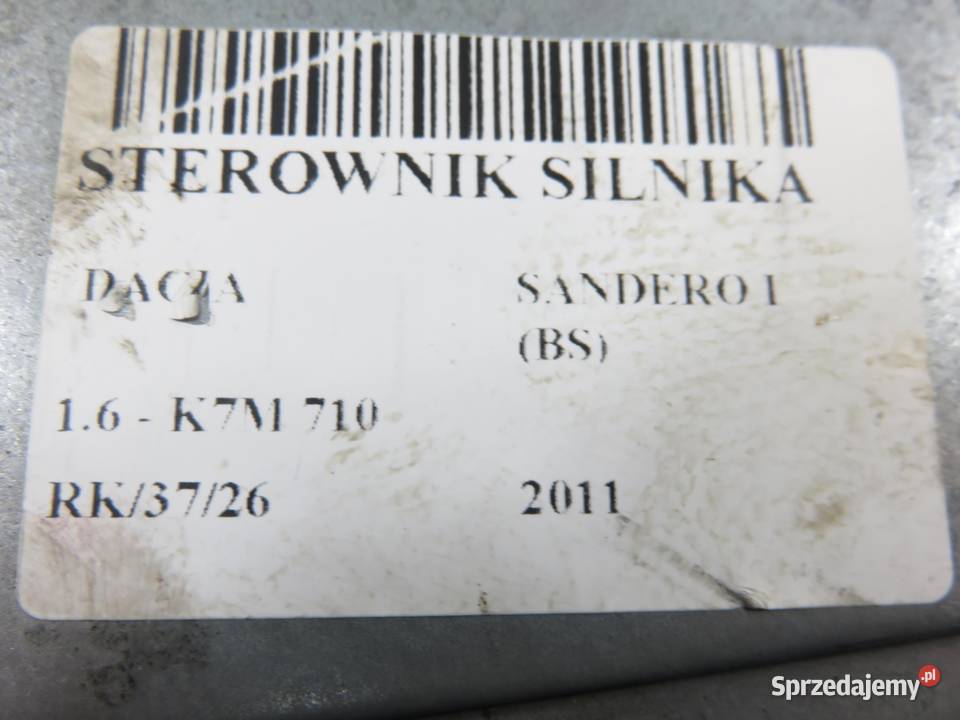 STEROWNIK SILNIKA
DACIA SANDERO I
(BS)
1.6 - K7M 710
RK/37/26 2011
Sprzedajemy.pl